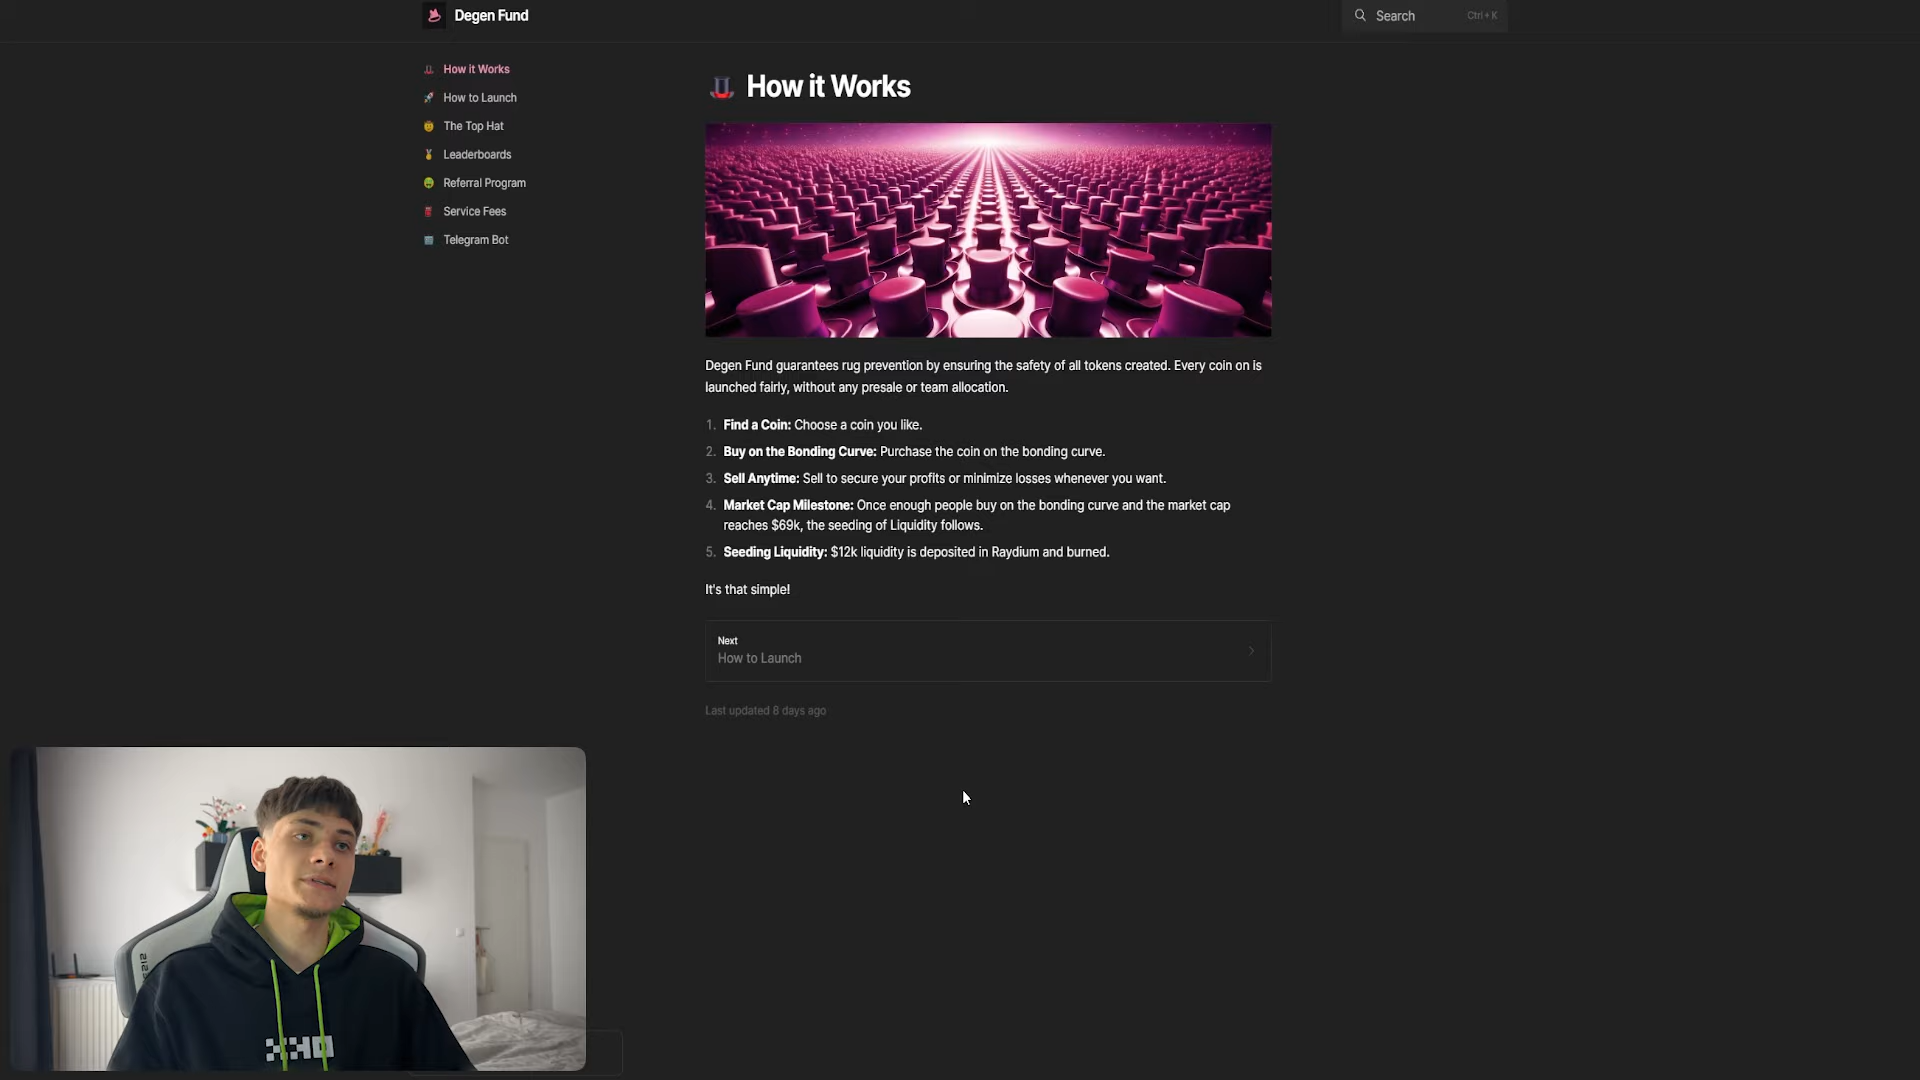 Degen Fund
Search
Ctrl + K
How it Works
How to Launch
The Top Hat
Leaderboards
Referral Program
Service Fees
Telegram Bot
How it Works
Degen Fund guarantees rug prevention by ensuring the safety of all tokens created. Every coin on is
launched fairly, without any presale or team allocation.
1. Find a Coin: Choose a coin you like.
2. Buy on the Bonding Curve: Purchase the coin on the bonding curve.
3. Sell Anytime: Sell to secure your profits or minimize losses whenever you want.
4. Market Cap Milestone: Once enough people buy on the bonding curve and the market cap
reaches $69k, the seeding of Liquidity follows.
5. Seeding Liquidity: $12k liquidity is deposited in Raydium and burned.
It's that simple!
Next
How to Launch
Last updated 8 days ago